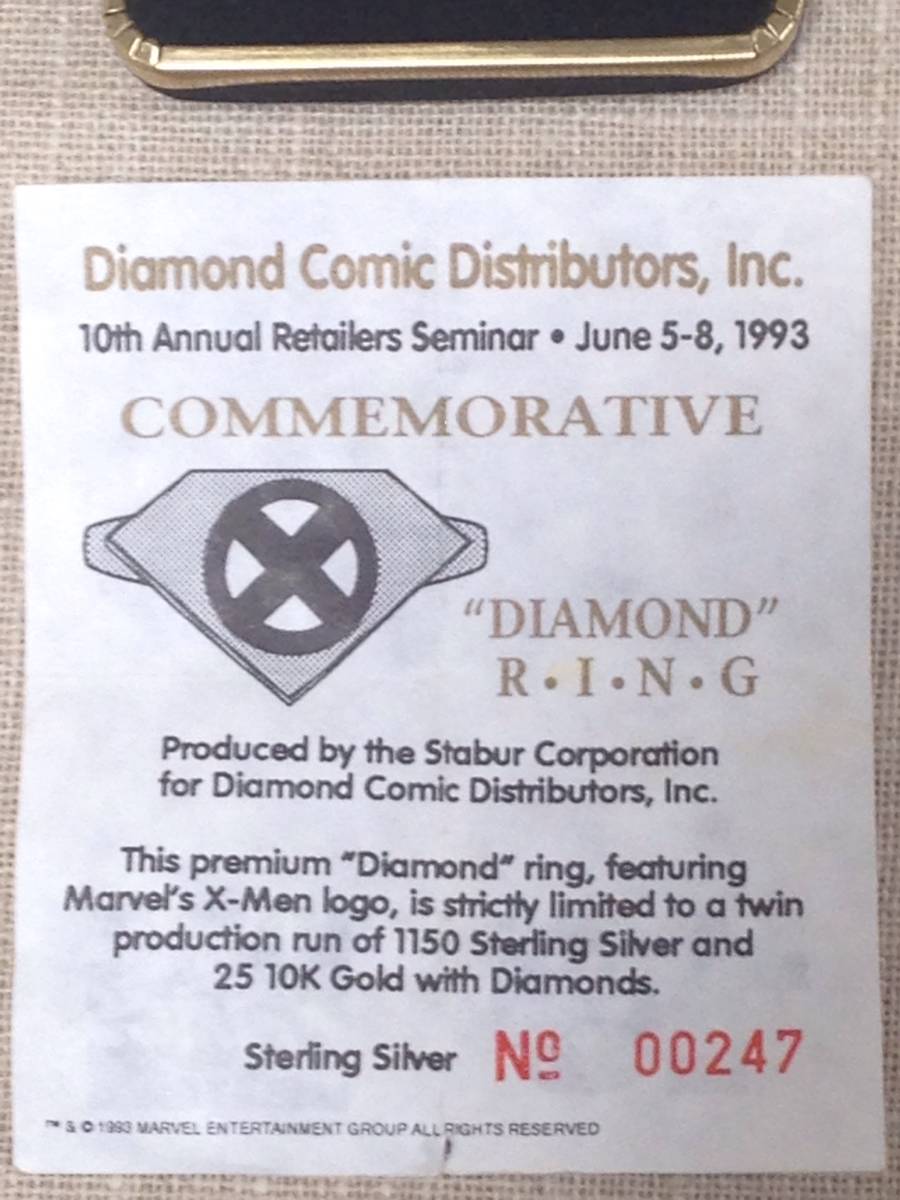 Diamond Comic Distributors, Inc.
10th Annual Retailers Seminar • June 5-8, 1993
COMMEMORATIVE
X
“DIAMOND”
R•I•N•G
Produced by the Stabur Corporation
for Diamond Comic Distributors, Inc.
This premium “Diamond“ ring, featuring
Marvel's X-Men logo, is strictly limited to a twin
production run of 1150 Sterling Silver and
25 10K Gold with Diamonds.
Sterling Silver Nº 00247
™ & © 1993 MARVEL ENTERTAINMENT GROUP ALL RIGHTS RESERVED